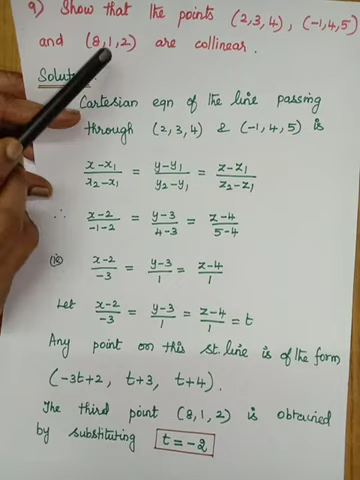 9) Show that the points (2,3,4), (-1,4,5)
and (8,1,2) are collinear.
Solution:
Cartesian eqn of the line passing
through (2,3,4) & (-1,4,5) is
(x-x₁)/(x₂-x₁) = (y-y₁)/(y₂-y₁) = (z-z₁)/(z₂-z₁)
∴ (x-2)/(-1-2) = (y-3)/(4-3) = (z-4)/(5-4)
(ie) (x-2)/(-3) = (y-3)/1 = (z-4)/1
Let (x-2)/(-3) = (y-3)/1 = (z-4)/1 = t
Any point on this st. line is of the form
(-3t+2, t+3, t+4).
The third point (8,1,2) is obtained
by substituting t = -2